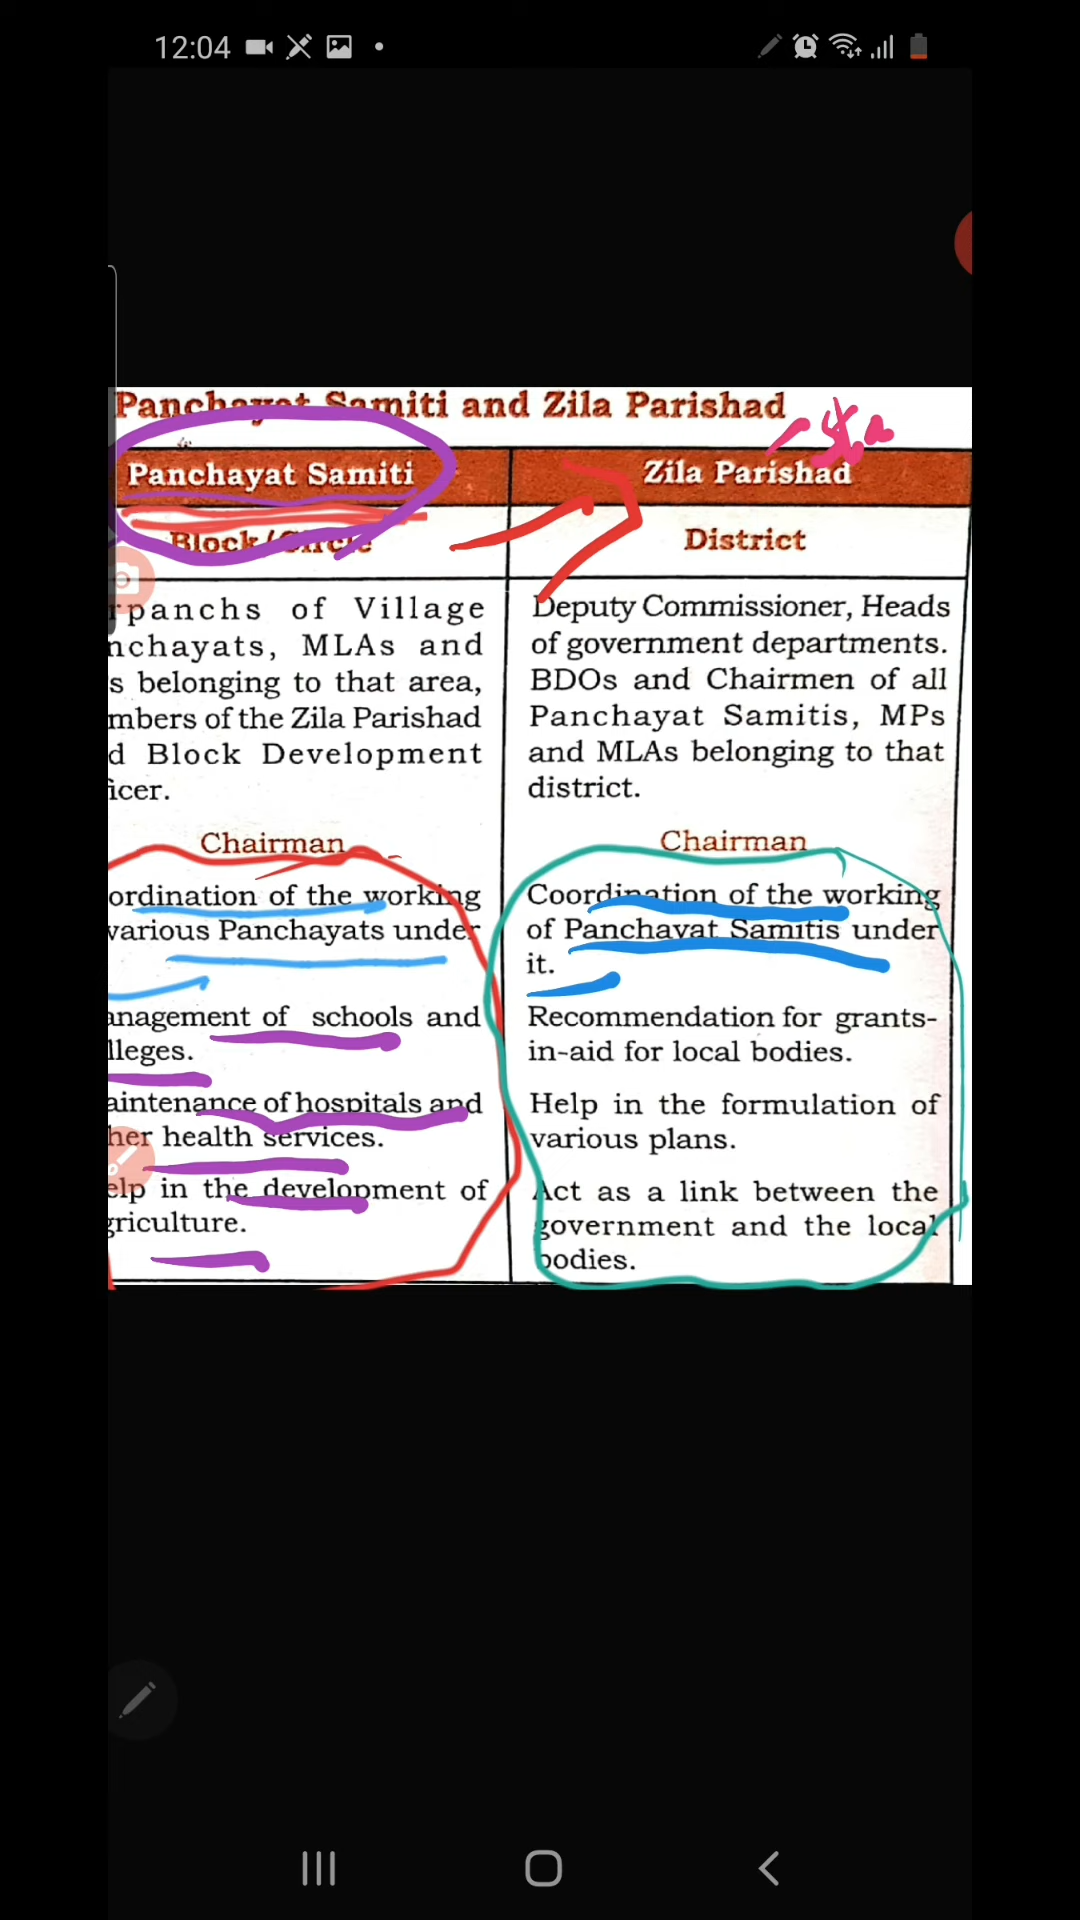 12:04
Panchayat Samiti and Zila Parishad
Panchayat Samiti
Zila Parishad
Block/Circle
District
rpanchs of Village
nchayats, MLAs and
s belonging to that area,
mbers of the Zila Parishad
d Block Development
icer.
Deputy Commissioner, Heads
of government departments.
BDOs and Chairmen of all
Panchayat Samitis, MPs
and MLAs belonging to that
district.
Chairman
Chairman
ordination of the working
various Panchayats under
Coordination of the working
of Panchayat Samitis under
it.
anagement of schools and
lleges.
Recommendation for grants-
in-aid for local bodies.
aintenance of hospitals and
her health services.
Help in the formulation of
various plans.
elp in the development of
griculture.
Act as a link between the
government and the local
bodies.